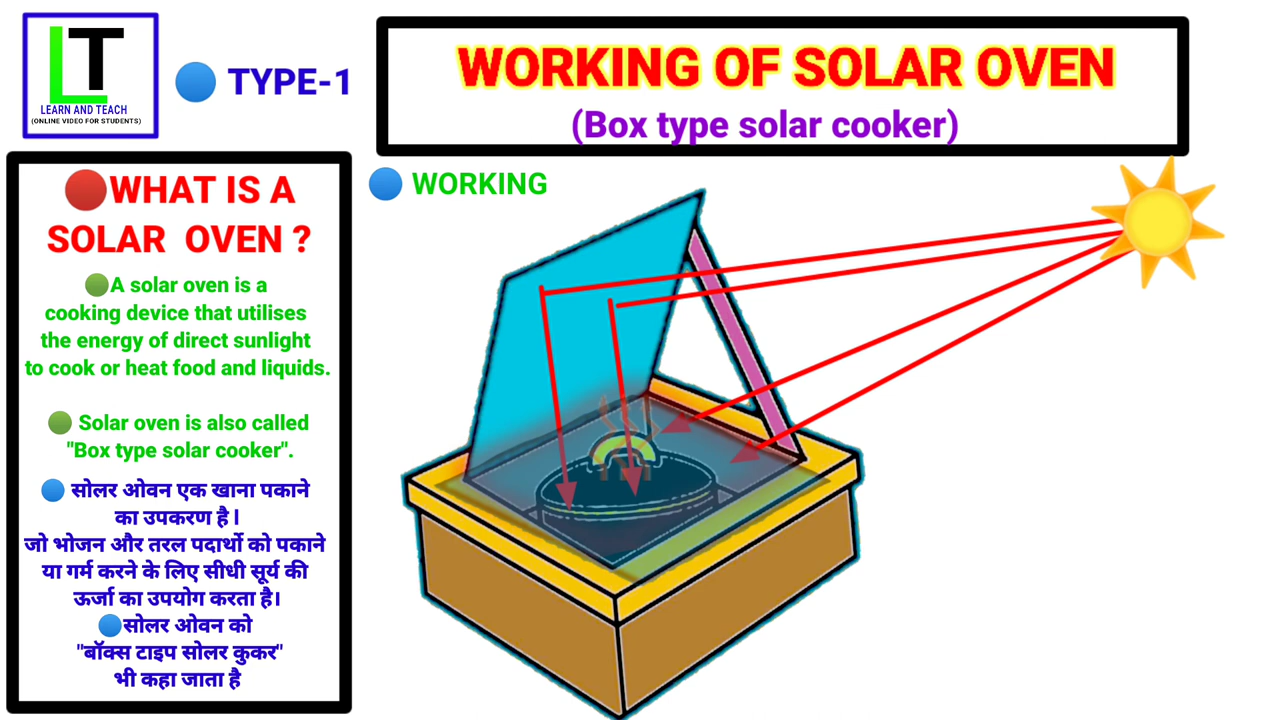 LT
LEARN AND TEACH
(ONLINE VIDEO FOR STUDENTS)
TYPE-1
WORKING OF SOLAR OVEN
(Box type solar cooker)
WHAT IS A
SOLAR OVEN ?
A solar oven is a
cooking device that utilises
the energy of direct sunlight
to cook or heat food and liquids.
Solar oven is also called
"Box type solar cooker".
सोलर ओवन एक खाना पकाने
का उपकरण है।
जो भोजन और तरल पदार्थो को पकाने
या गर्म करने के लिए सीधी सूर्य की
ऊर्जा का उपयोग करता है।
सोलर ओवन को
"बॉक्स टाइप सोलर कुकर"
भी कहा जाता है
WORKING